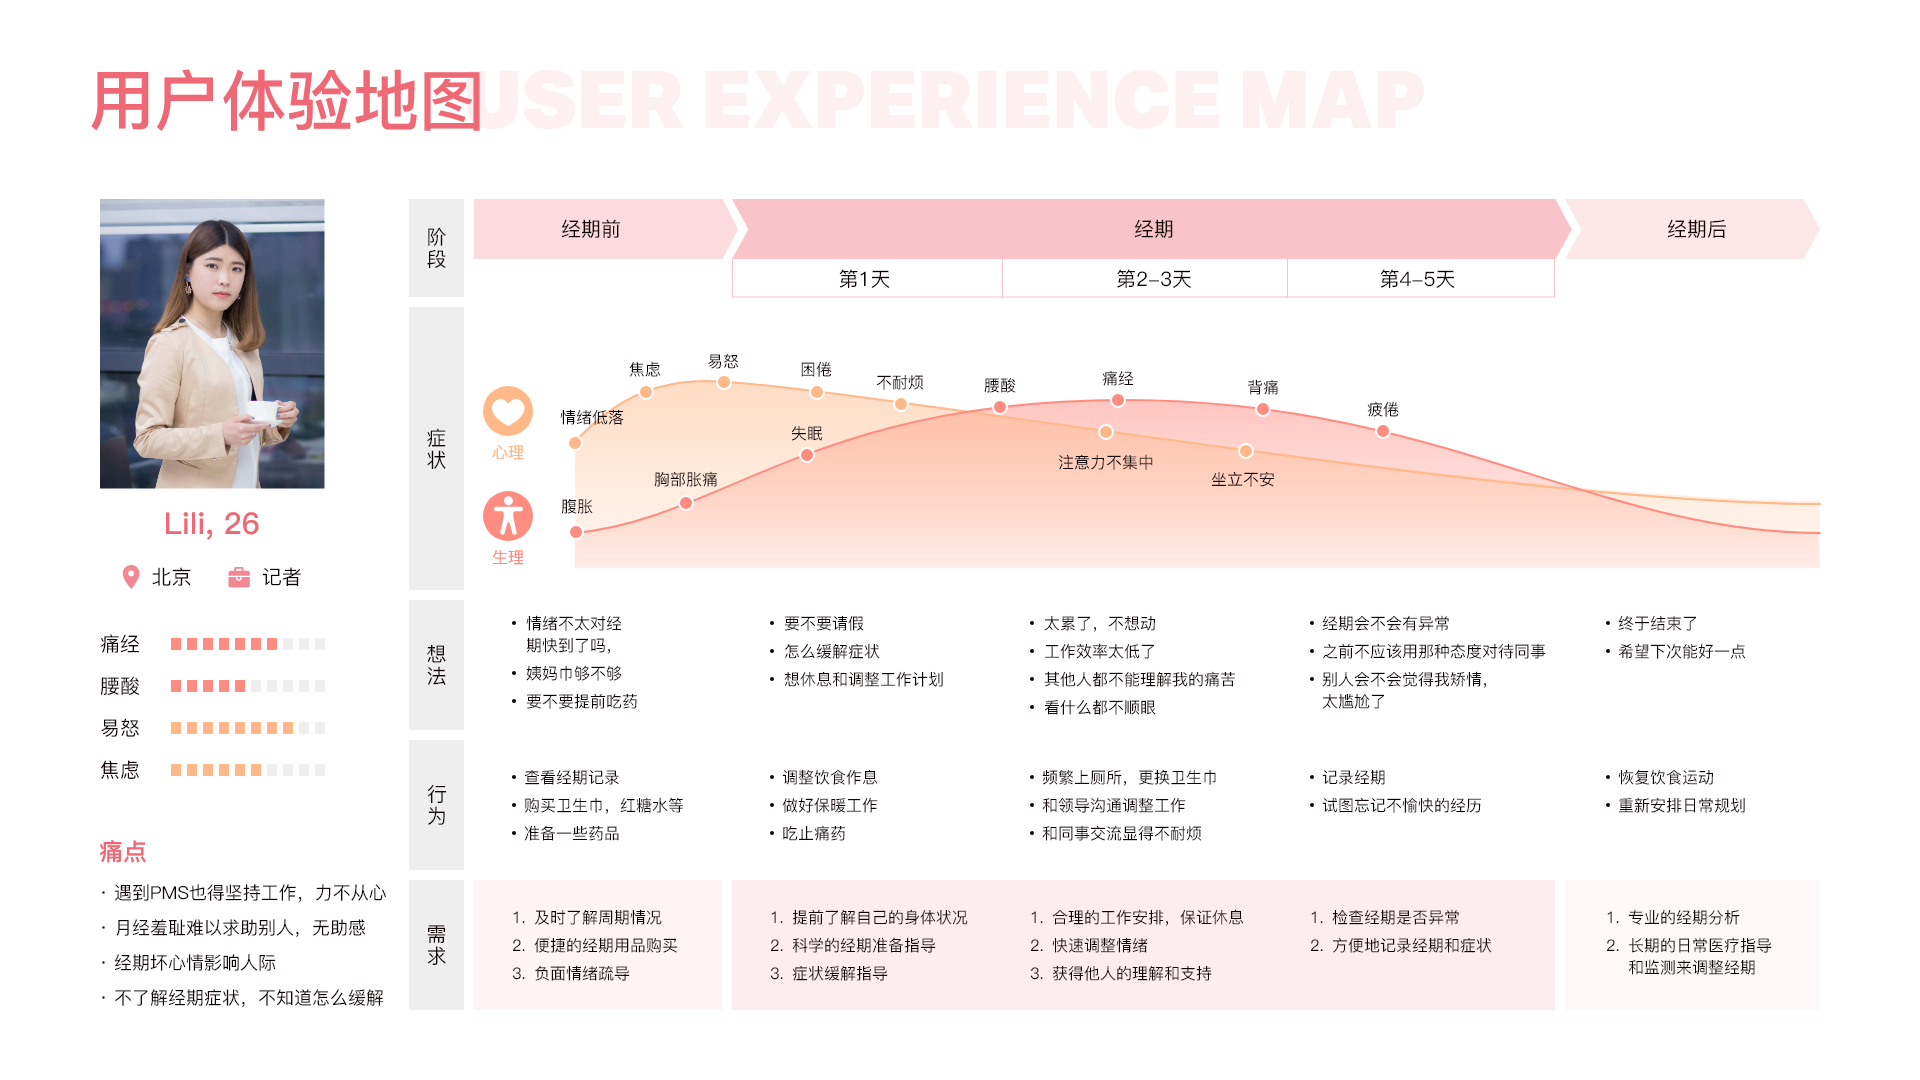 用户体验地图
USER EXPERIENCE MAP
Lili, 26
北京
记者
痛经
腰酸
易怒
焦虑
痛点
· 遇到PMS也得坚持工作，力不从心
· 月经羞耻难以求助别人，无助感
· 经期坏心情影响人际
· 不了解经期症状，不知道怎么缓解
阶段
经期前
经期
经期后
第1天
第2-3天
第4-5天
症状
心理
生理
情绪低落
焦虑
易怒
困倦
不耐烦
注意力不集中
坐立不安
腹胀
胸部胀痛
失眠
腰酸
痛经
背痛
疲倦
想法
• 情绪不太对经
期快到了吗，
• 姨妈巾够不够
• 要不要提前吃药
• 要不要请假
• 怎么缓解症状
• 想休息和调整工作计划
• 太累了，不想动
• 工作效率太低了
• 其他人都不能理解我的痛苦
• 看什么都不顺眼
• 经期会不会有异常
• 之前不应该用那种态度对待同事
• 别人会不会觉得我矫情，
太尴尬了
• 终于结束了
• 希望下次能好一点
行为
• 查看经期记录
• 购买卫生巾，红糖水等
• 准备一些药品
• 调整饮食作息
• 做好保暖工作
• 吃止痛药
• 频繁上厕所，更换卫生巾
• 和领导沟通调整工作
• 和同事交流显得不耐烦
• 记录经期
• 试图忘记不愉快的经历
• 恢复饮食运动
• 重新安排日常规划
需求
1. 及时了解周期情况
2. 便捷的经期用品购买
3. 负面情绪疏导
1. 提前了解自己的身体状况
2. 科学的经期准备指导
3. 症状缓解指导
1. 合理的工作安排，保证休息
2. 快速调整情绪
3. 获得他人的理解和支持
1. 检查经期是否异常
2. 方便地记录经期和症状
1. 专业的经期分析
2. 长期的日常医疗指导
和监测来调整经期